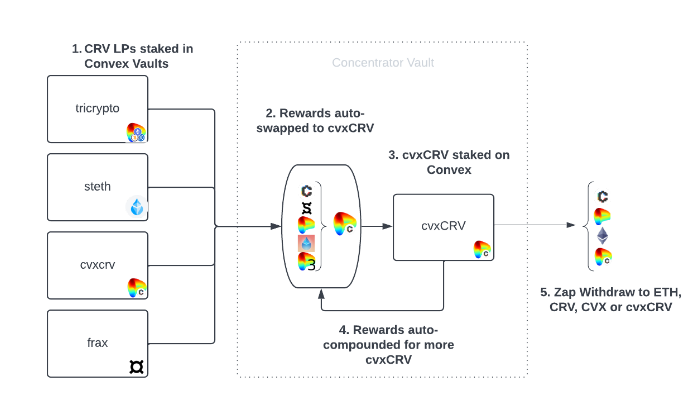 1. CRV LPs staked in
Convex Vaults
tricrypto
steth
cvxcrv
C
frax
Concentrator Vault
2. Rewards auto-
swapped to cvxCRV
3
C
3. cvxCRV staked on
Convex
cvxCRV
C
4. Rewards auto-
compounded for more
cvxCRV
C
5. Zap Withdraw to ETH,
CRV, CVX or cvxCRV